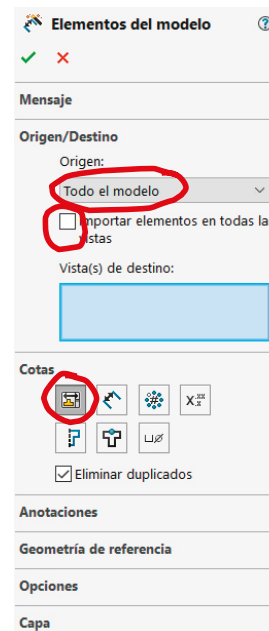 Elementos del modelo
Mensaje
Origen/Destino
Origen:
Todo el modelo
Importar elementos en todas la
vistas
Vista(s) de destino:
Cotas
Eliminar duplicados
Anotaciones
Geometría de referencia
Opciones
Capa